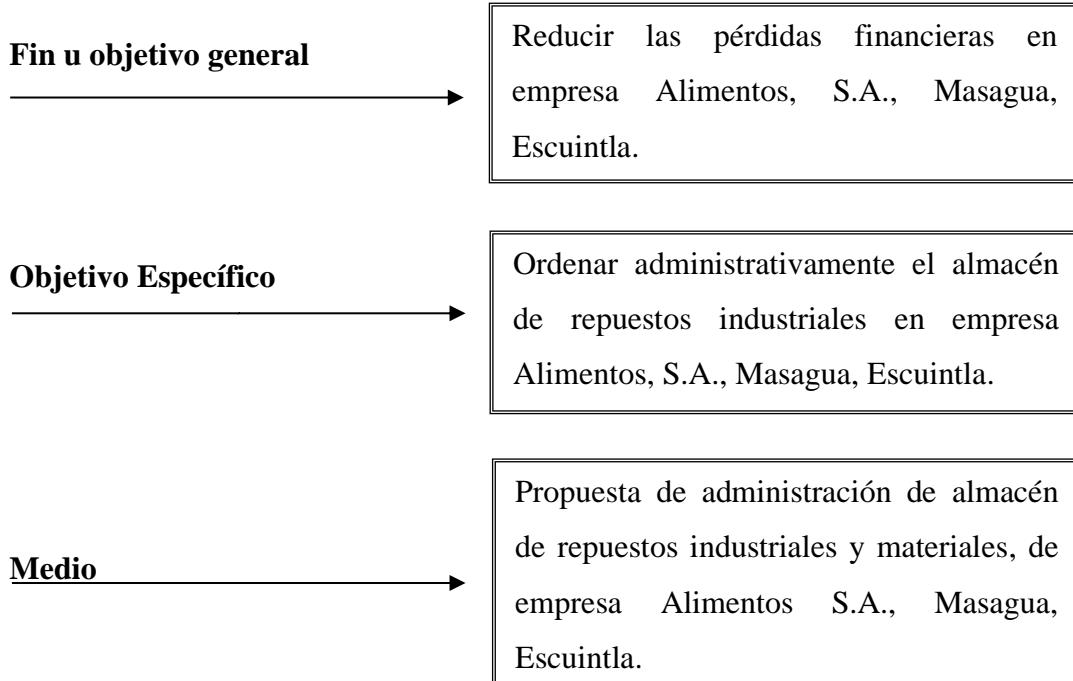 Fin u objetivo general
Reducir las pérdidas financieras en
empresa Alimentos, S.A., Masagua,
Escuintla.
Objetivo Específico
Ordenar administrativamente el almacén
de repuestos industriales en empresa
Alimentos, S.A., Masagua, Escuintla.
Medio
Propuesta de administración de almacén
de repuestos industriales y materiales, de
empresa Alimentos S.A., Masagua,
Escuintla.